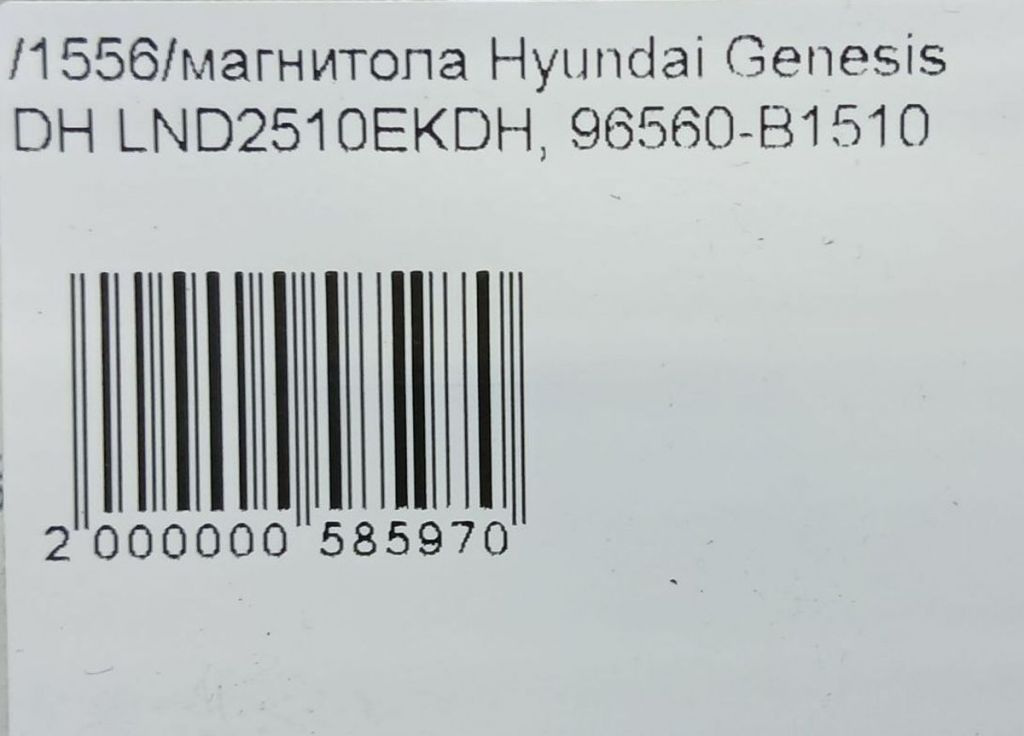 /1556/магнитола Hyundai Genesis
DH LND2510EKDH, 96560-B1510
2 000000 585970